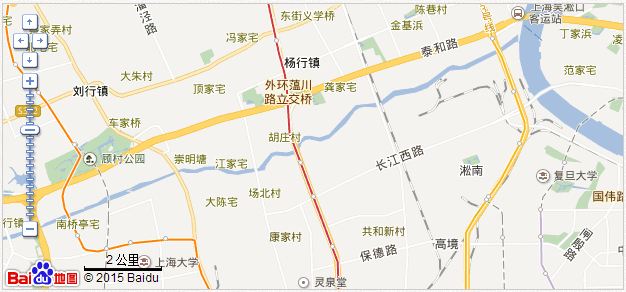 陈巷村
上海吴淞口
客运站
东街义学桥
金基浜
丁家浜
冯家宅
泰和路
杨行镇
范家宅
大朱村
外环蕰川
路立交桥
刘行镇
顶家宅
龚家宅
车家桥
胡庄村
顾村公园
崇明塘
江家宅
长江西路
淞南
复旦大学
场北村
国伟路
大陈宅
南桥亭宅
康家村
共和新村
保德路
高境
2 公里
上海大学
Bai du 地图
© 2015 Baidu
灵泉堂